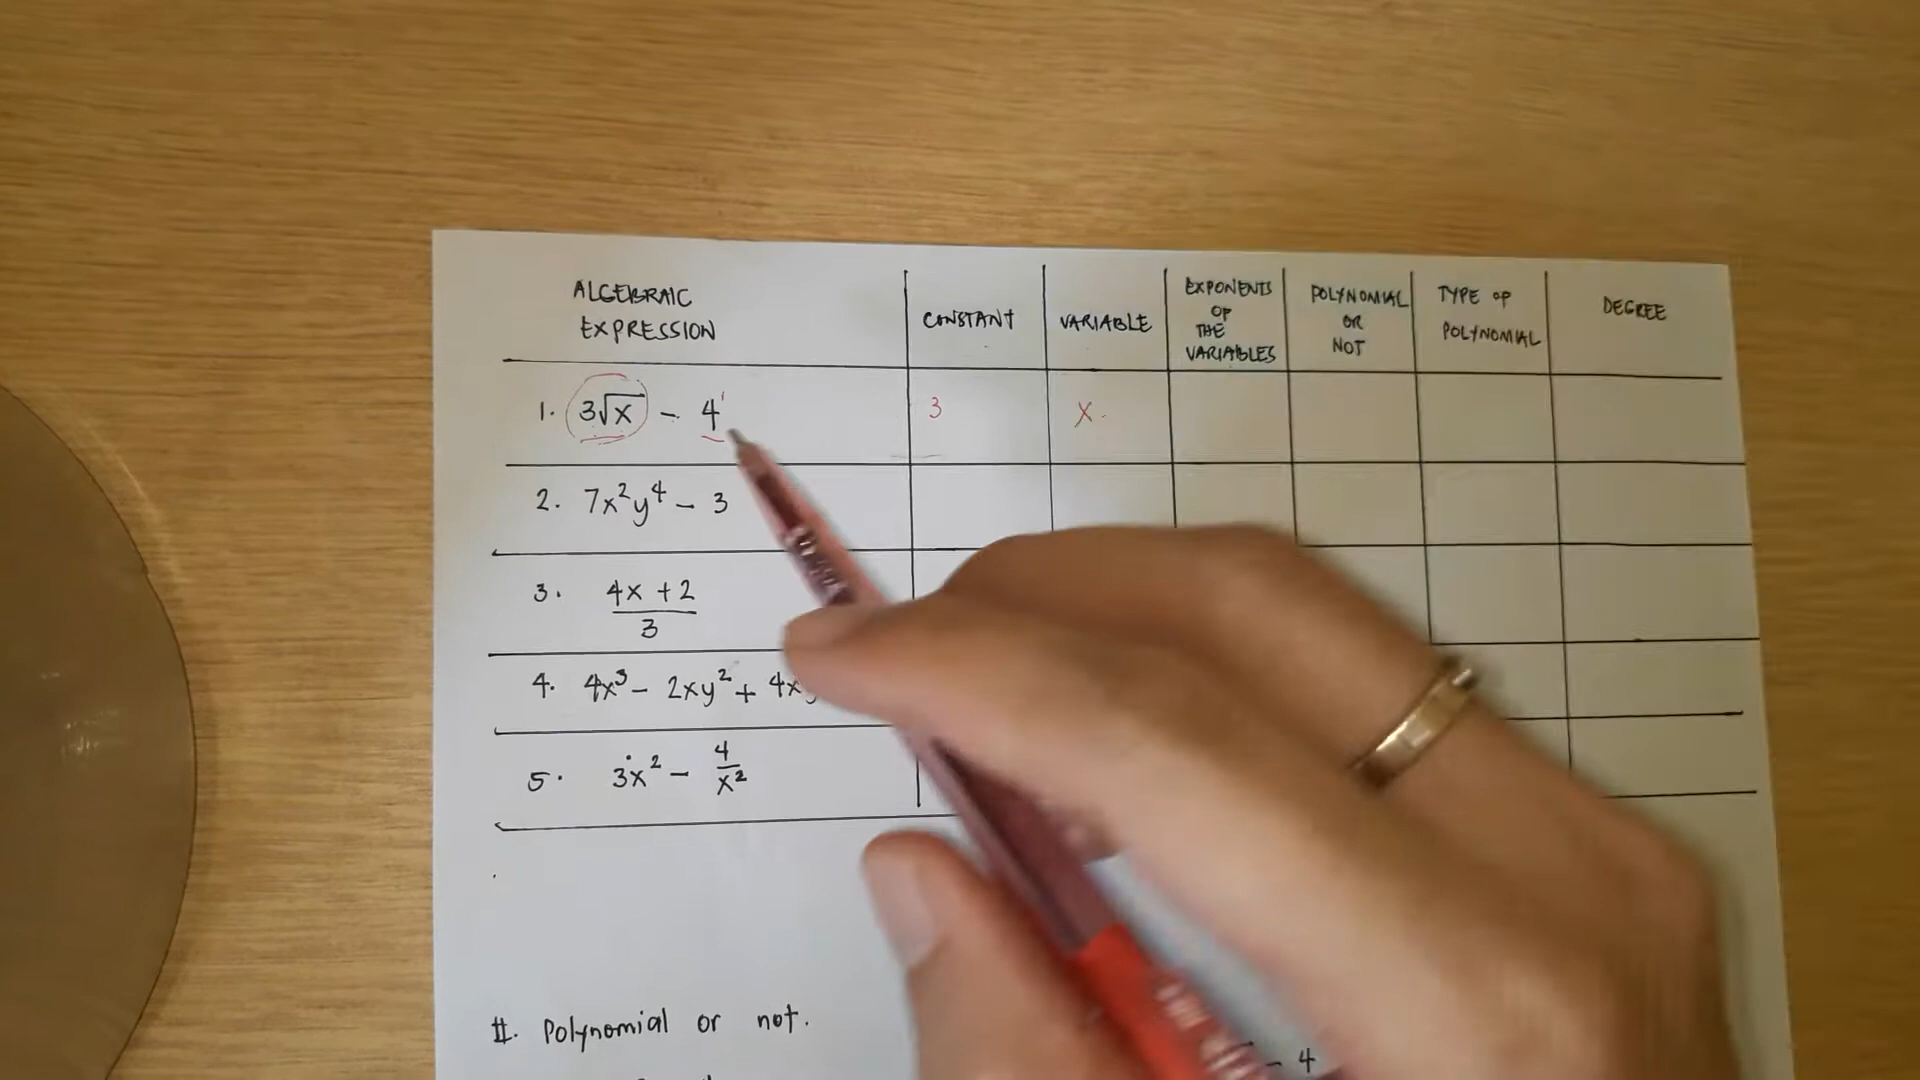 ALGEBRAIC
EXPRESSION
CONSTANT
VARIABLE
EXPONENTS
OF
THE
VARIABLES
POLYNOMIAL
OR
NOT
TYPE OF
POLYNOMIAL
DEGREE
1. 3√x - 4
3
x
2. 7x²y⁴ - 3
3. 4x + 2
3
4. 4x³ - 2xy² + 4x
5. 3x² - 4
x²
II. Polynomial or not.
- 4